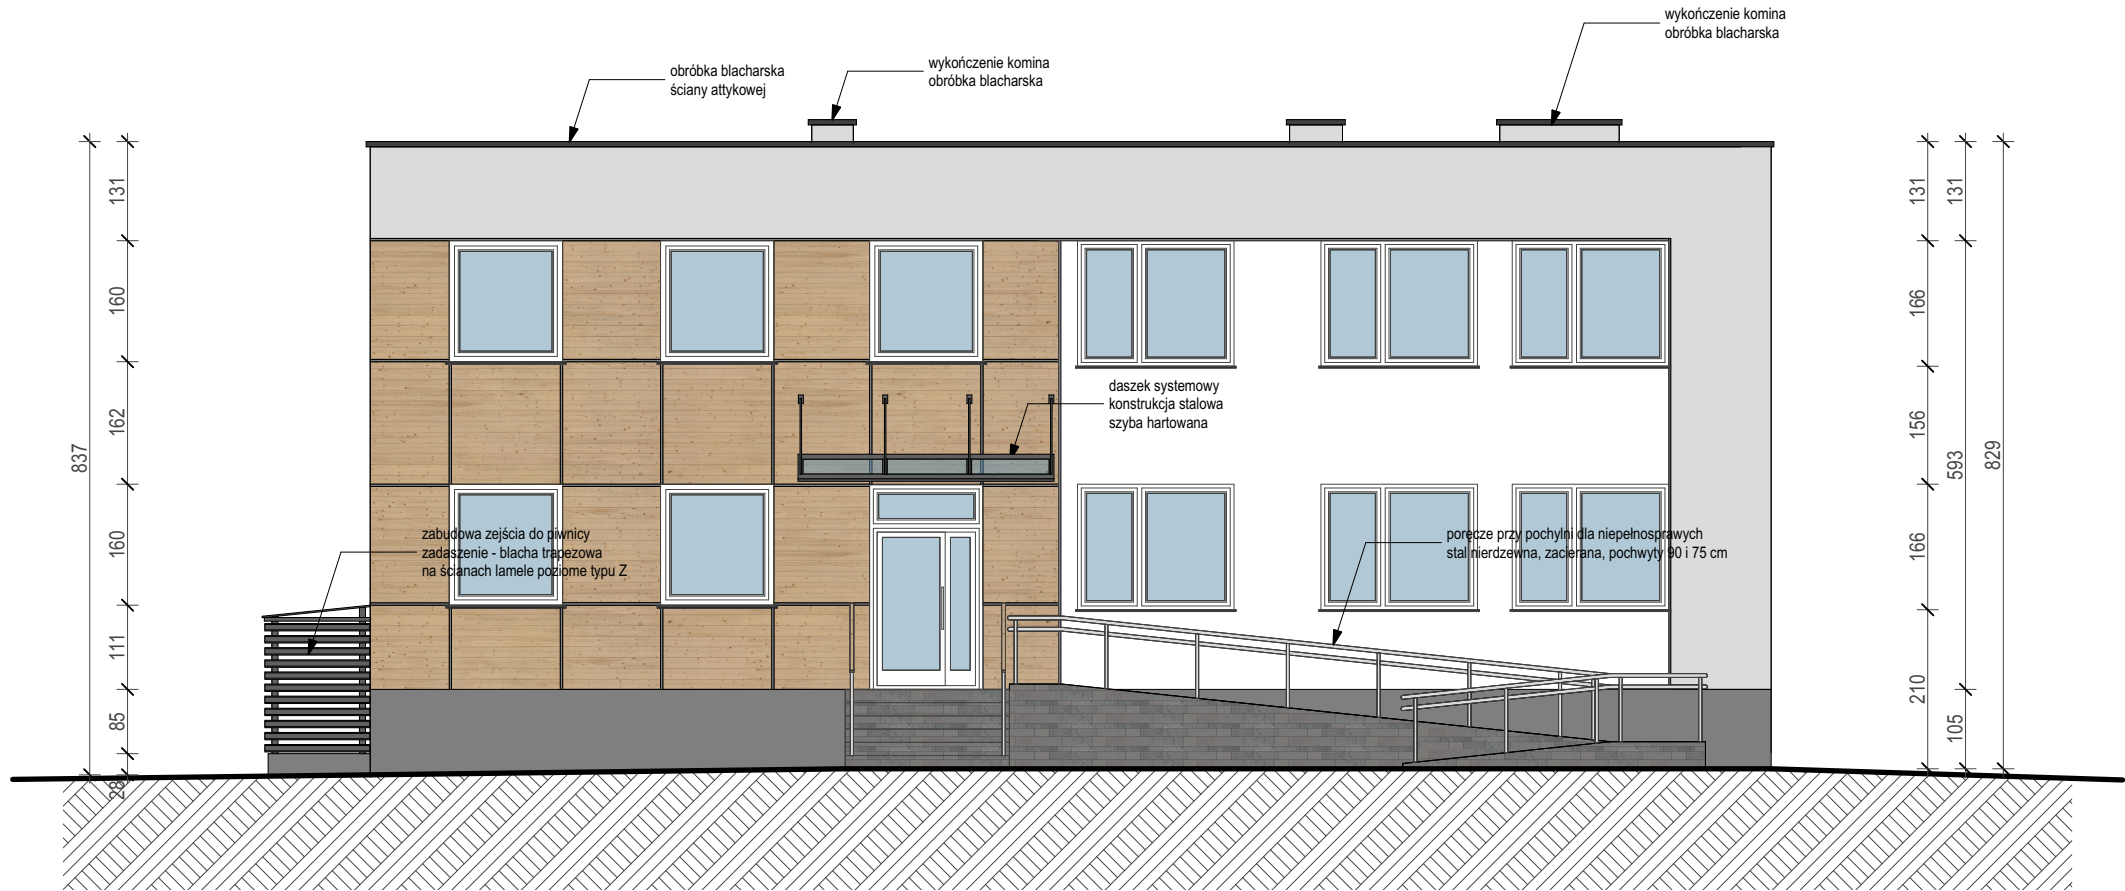 wykończenie komina
obróbka blacharska
wykończenie komina
obróbka blacharska
obróbka blacharska
ściany attykowej
daszek systemowy
konstrukcja stalowa
szyba hartowana
zabudowa zejścia do piwnicy
zadaszenie - blacha trapezowa
na ścianach lamele poziome typu Z
poręcze przy pochylni dla niepełnosprawych
stal nierdzewna, zacierana, pochwyty 90 i 75 cm
837
131
160
162
160
111
85
28
131
166
156
166
210
131
593
105
829